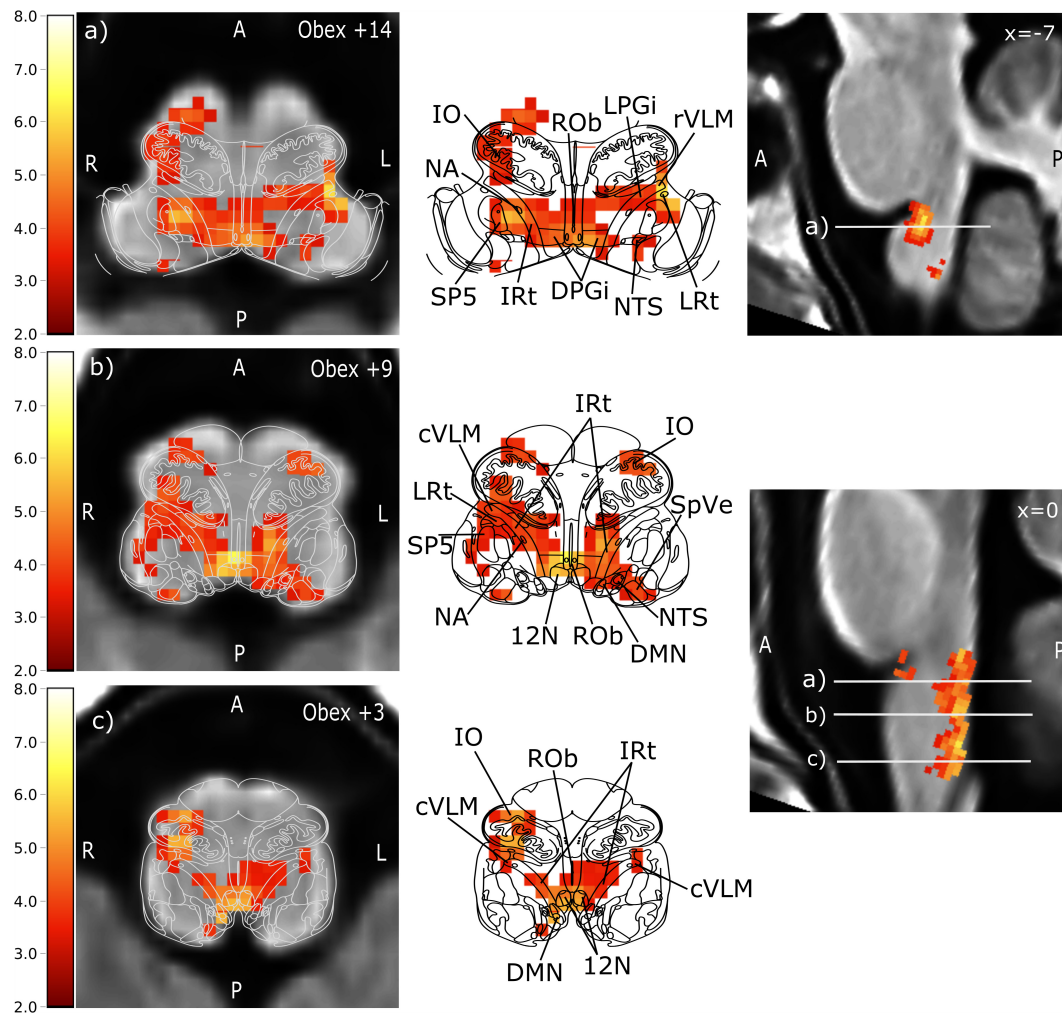 8.0
7.0
6.0
5.0
4.0
3.0
2.0
a)
A
Obex +14
R
L
P
IO
ROb
LPGi
rVLM
NA
SP5
IRt
DPGi
NTS
LRt
x=-7
A
P
a)
8.0
7.0
6.0
5.0
4.0
3.0
2.0
b)
A
Obex +9
R
L
P
IRt
cVLM
IO
LRt
SpVe
SP5
NA
12N
ROb
DMN
NTS
x=0
A
P
a)
b)
c)
8.0
7.0
6.0
5.0
4.0
3.0
2.0
c)
A
Obex +3
R
L
P
IO
ROb
IRt
cVLM
cVLM
DMN
12N